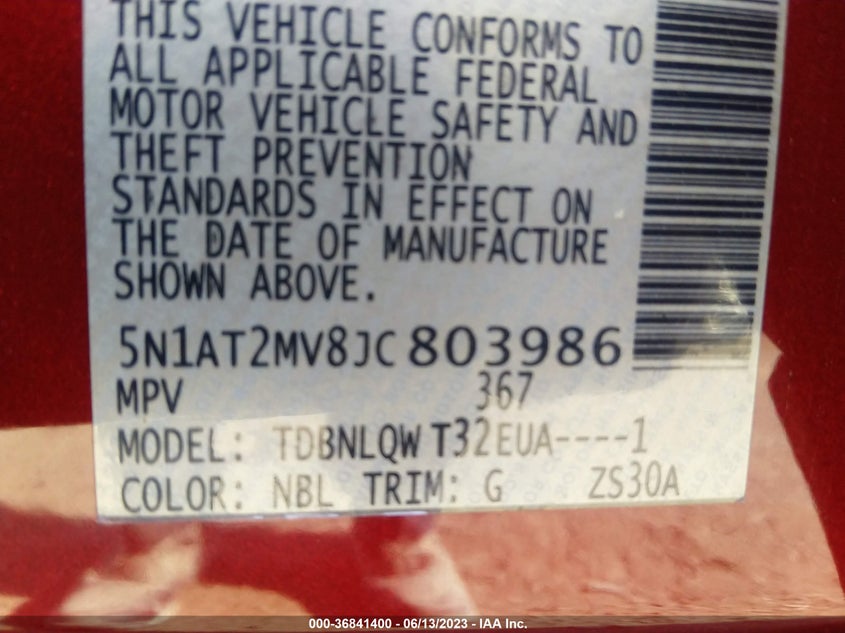 THIS VEHICLE CONFORMS TO
ALL APPLICABLE FEDERAL
MOTOR VEHICLE SAFETY AND
THEFT PREVENTION
STANDARDS IN EFFECT ON
THE DATE OF MANUFACTURE
SHOWN ABOVE.
5N1AT2MV8JC803986
MPV 367
MODEL: TDBNLQW T32EUA----1
COLOR: NBL TRIM: G ZS30A
000-36841400 - 06/13/2023 - IAA Inc.